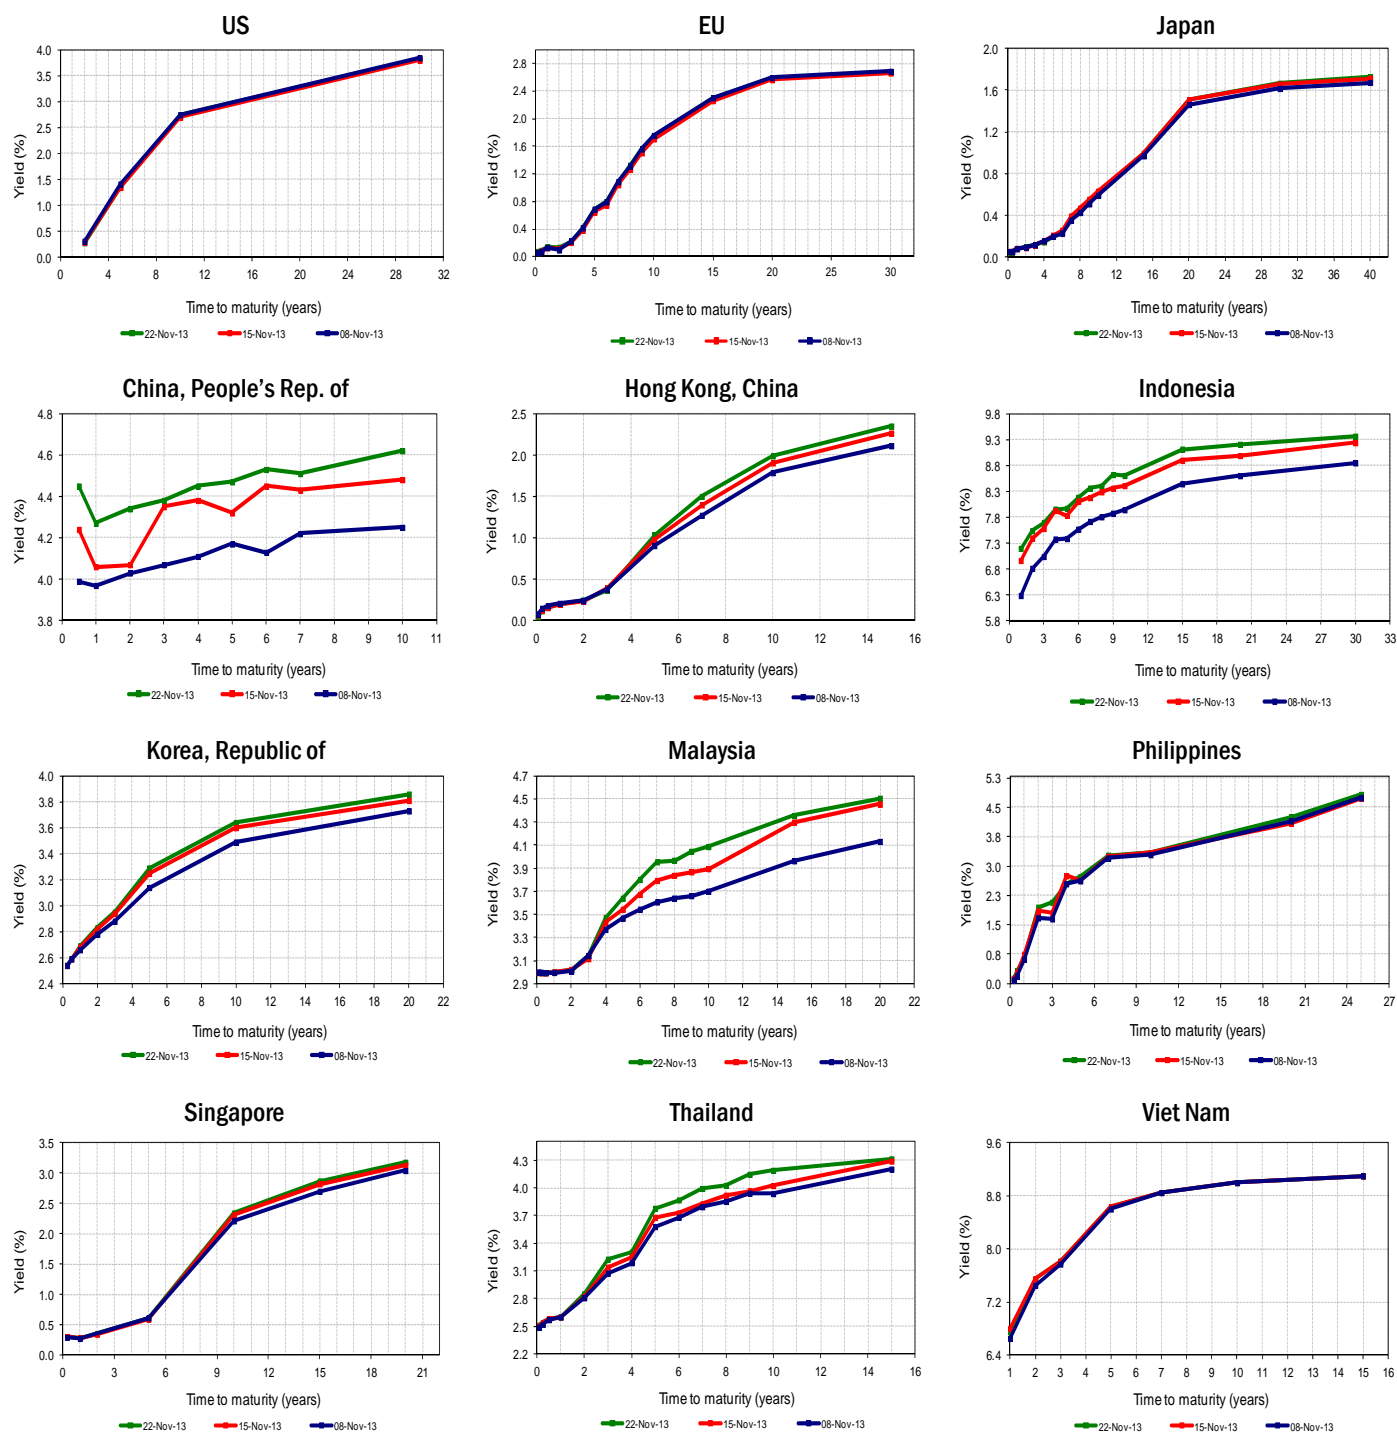 US
EU
Japan
4.0
3.5
3.0
2.5
2.0
1.5
1.0
0.5
0.0
Yield (%)
0 4 8 12 16 20 24 28 32
Time to maturity (years)
22-Nov-13 15-Nov-13 08-Nov-13
2.8
2.4
2.0
1.6
1.2
0.8
0.4
0.0
Yield (%)
0 5 10 15 20 25 30
Time to maturity (years)
22-Nov-13 15-Nov-13 08-Nov-13
2.0
1.6
1.2
0.8
0.4
0.0
Yield (%)
0 4 8 12 16 20 24 28 32 36 40
Time to maturity (years)
22-Nov-13 15-Nov-13 08-Nov-13
China, People's Rep. of
Hong Kong, China
Indonesia
4.8
4.6
4.4
4.2
4.0
3.8
Yield (%)
0 1 2 3 4 5 6 7 8 9 10 11
Time to maturity (years)
22-Nov-13 15-Nov-13 08-Nov-13
2.5
2.0
1.5
1.0
0.5
0.0
Yield (%)
0 2 4 6 8 10 12 14 16
Time to maturity (years)
22-Nov-13 15-Nov-13 08-Nov-13
9.8
9.3
8.8
8.3
7.8
7.3
6.8
6.3
5.8
Yield (%)
0 3 6 9 12 15 18 21 24 27 30 33
Time to maturity (years)
22-Nov-13 15-Nov-13 08-Nov-13
Korea, Republic of
Malaysia
Philippines
4.0
3.8
3.6
3.4
3.2
3.0
2.8
2.6
2.4
Yield (%)
0 2 4 6 8 10 12 14 16 18 20 22
Time to maturity (years)
22-Nov-13 15-Nov-13 08-Nov-13
4.7
4.5
4.3
4.1
3.9
3.7
3.5
3.3
3.1
2.9
Yield (%)
0 2 4 6 8 10 12 14 16 18 20 22
Time to maturity (years)
22-Nov-13 15-Nov-13 08-Nov-13
5.3
4.5
3.8
3.0
2.3
1.5
0.8
0.0
Yield (%)
0 3 6 9 12 15 18 21 24 27
Time to maturity (years)
22-Nov-13 15-Nov-13 08-Nov-13
Singapore
Thailand
Viet Nam
3.5
3.0
2.5
2.0
1.5
1.0
0.5
0.0
Yield (%)
0 3 6 9 12 15 18 21
Time to maturity (years)
22-Nov-13 15-Nov-13 08-Nov-13
4.3
4.0
3.7
3.4
3.1
2.8
2.5
2.2
Yield (%)
0 2 4 6 8 10 12 14 16
Time to maturity (years)
22-Nov-13 15-Nov-13 08-Nov-13
9.6
8.8
8.0
7.2
6.4
Yield (%)
1 2 3 4 5 6 7 8 9 10 11 12 13 14 15 16
Time to maturity (years)
22-Nov-13 15-Nov-13 08-Nov-13